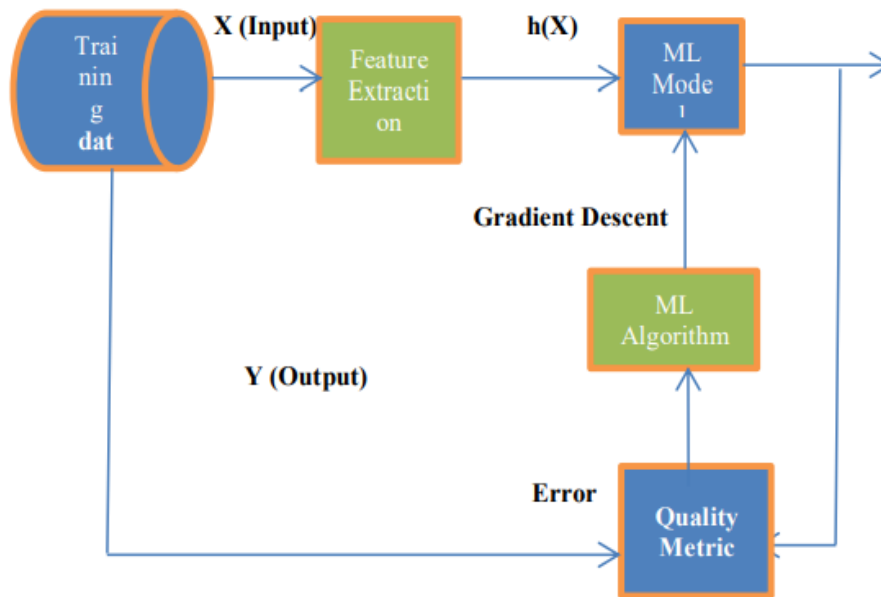 X (Input)
h(X)
Trai
nin
g
dat
Feature
Extracti
on
ML
Mode
l
Gradient Descent
ML
Algorithm
Y (Output)
Error
Quality
Metric